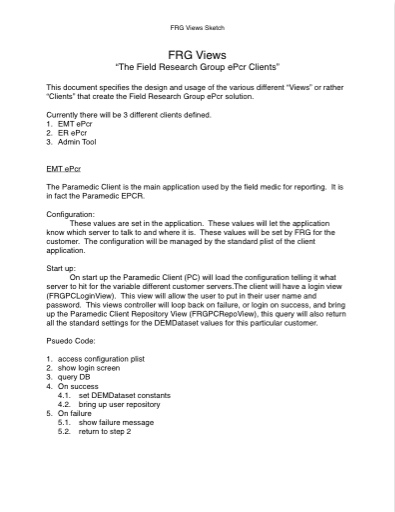 FRG Views Sketch
FRG Views
“The Field Research Group ePcr Clients”
This document specifies the design and usage of the various different “Views” or rather
“Clients” that create the Field Research Group ePcr solution.
Currently there will be 3 different clients defined.
1. EMT ePcr
2. ER ePcr
3. Admin Tool
EMT ePcr
The Paramedic Client is the main application used by the field medic for reporting. It is
in fact the Paramedic EPCR.
Configuration:
These values are set in the application. These values will let the application
know which server to talk to and where it is. These values will be set by FRG for the
customer. The configuration will be managed by the standard plist of the client
application.
Start up:
On start up the Paramedic Client (PC) will load the configuration telling it what
server to hit for the variable different customer servers.The client will have a login view
(FRGPCLoginView). This view will allow the user to put in their user name and
password. This views controller will loop back on failure, or login on success, and bring
up the Paramedic Client Repository View (FRGPCRepoView), this query will also return
all the standard settings for the DEMDataset values for this particular customer.
Psuedo Code:
1. access configuration plist
2. show login screen
3. query DB
4. On success
4.1. set DEMDataset constants
4.2. bring up user repository
5. On failure
5.1. show failure message
5.2. return to step 2